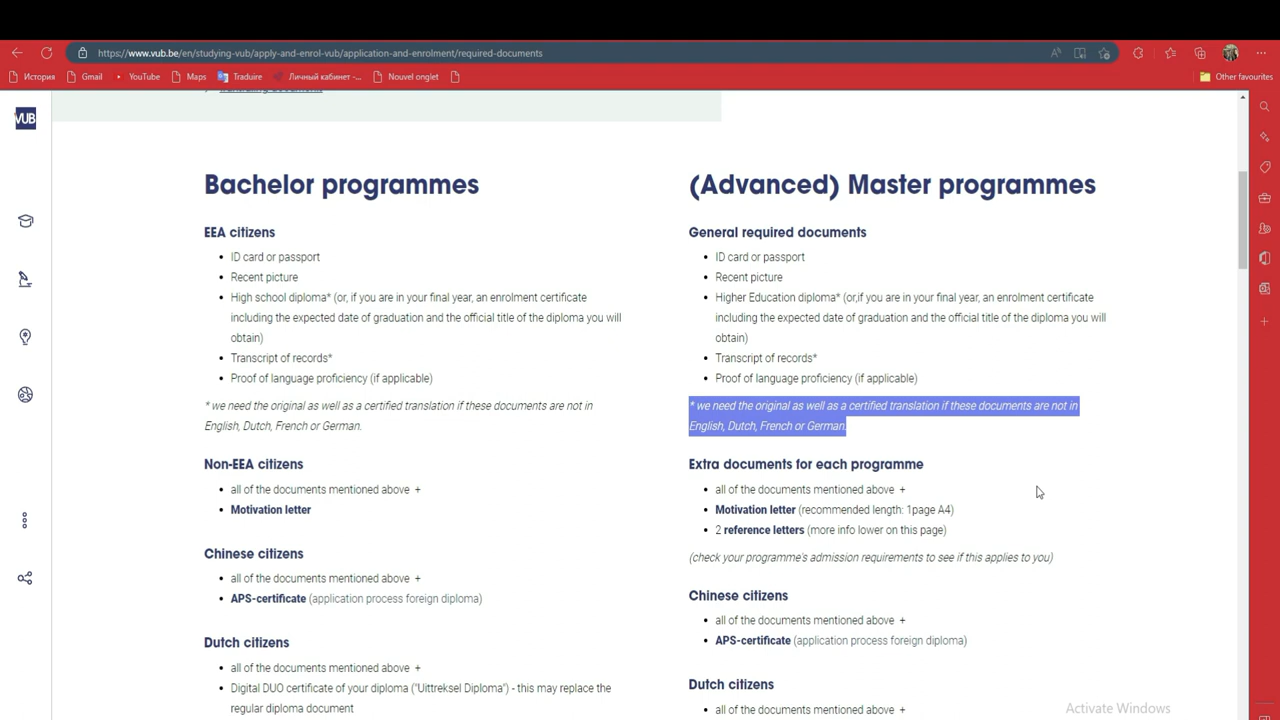 https://www.vub.be/en/studying-vub/apply-and-enrol-vub/application-and-enrolment/required-documents
История
Gmail
YouTube
Maps
Traduire
Личный кабинет -...
Nouvel onglet
Other favourites
VUB
Bachelor programmes
EEA citizens
• ID card or passport
• Recent picture
• High school diploma* (or, if you are in your final year, an enrolment certificate
including the expected date of graduation and the official title of the diploma you will
obtain)
• Transcript of records*
• Proof of language proficiency (if applicable)
* we need the original as well as a certified translation if these documents are not in
English, Dutch, French or German.
Non-EEA citizens
• all of the documents mentioned above +
• Motivation letter
Chinese citizens
• all of the documents mentioned above +
• APS-certificate (application process foreign diploma)
Dutch citizens
• all of the documents mentioned above +
• Digital DUO certificate of your diploma ("Uittreksel Diploma") - this may replace the
regular diploma document
(Advanced) Master programmes
General required documents
• ID card or passport
• Recent picture
• Higher Education diploma* (or,if you are in your final year, an enrolment certificate
including the expected date of graduation and the official title of the diploma you will
obtain)
• Transcript of records*
• Proof of language proficiency (if applicable)
* we need the original as well as a certified translation if these documents are not in
English, Dutch, French or German.
Extra documents for each programme
• all of the documents mentioned above +
• Motivation letter (recommended length: 1page A4)
• 2 reference letters (more info lower on this page)
(check your programme's admission requirements to see if this applies to you)
Chinese citizens
• all of the documents mentioned above +
• APS-certificate (application process foreign diploma)
Dutch citizens
• all of the documents mentioned above +
Activate Windows